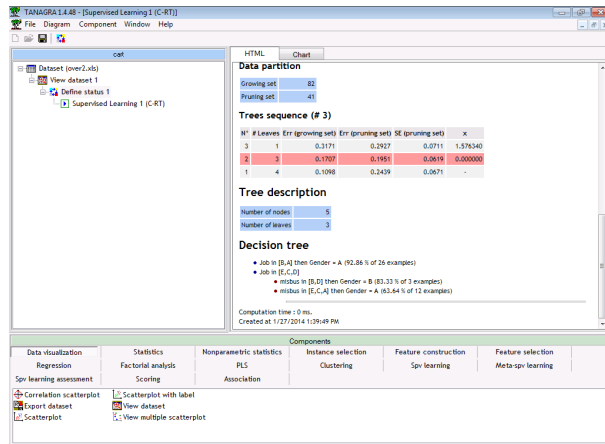 TANAGRA 1.4.48 - [Supervised Learning 1 (C-RT)]
File Diagram Component Window Help
cart
Dataset (over2.xls)
View dataset 1
Define status 1
Supervised Learning 1 (C-RT)
HTML Chart
Data partition
Growing set 82
Pruning set 41
Trees sequence (# 3)
N° # Leaves Err (growing set) Err (pruning set) SE (pruning set) x
3 1 0.3171 0.2927 0.0711 1.576340
2 3 0.1707 0.1951 0.0619 0.000000
1 4 0.1098 0.2439 0.0671 -
Tree description
Number of nodes 5
Number of leaves 3
Decision tree
Job in [B,A] then Gender = A (92.86 % of 26 examples)
Job in [E,C,D]
misbus in [B,D] then Gender = B (83.33 % of 3 examples)
misbus in [E,C,A] then Gender = A (63.64 % of 12 examples)
Computation time : 0 ms.
Created at 1/27/2014 1:39:49 PM
Components
Data visualization Statistics Nonparametric statistics Instance selection Feature construction Feature selection
Regression Factorial analysis PLS Clustering Spv learning Meta-spv learning
Spv learning assessment Scoring Association
Correlation scatterplot Scatterplot with label
Export dataset View dataset
Scatterplot View multiple scatterplot